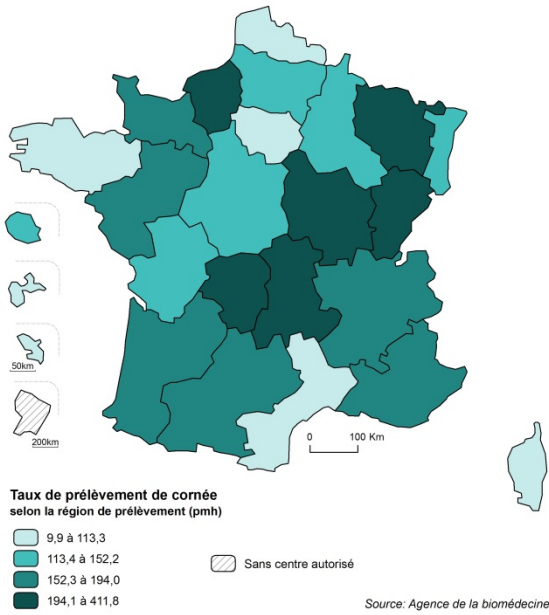 50km
200km
0 100 Km
Taux de prélèvement de cornée
selon la région de prélèvement (pmh)
9,9 à 113,3
113,4 à 152,2
152,3 à 194,0
194,1 à 411,8
Sans centre autorisé
Source: Agence de la biomédecine